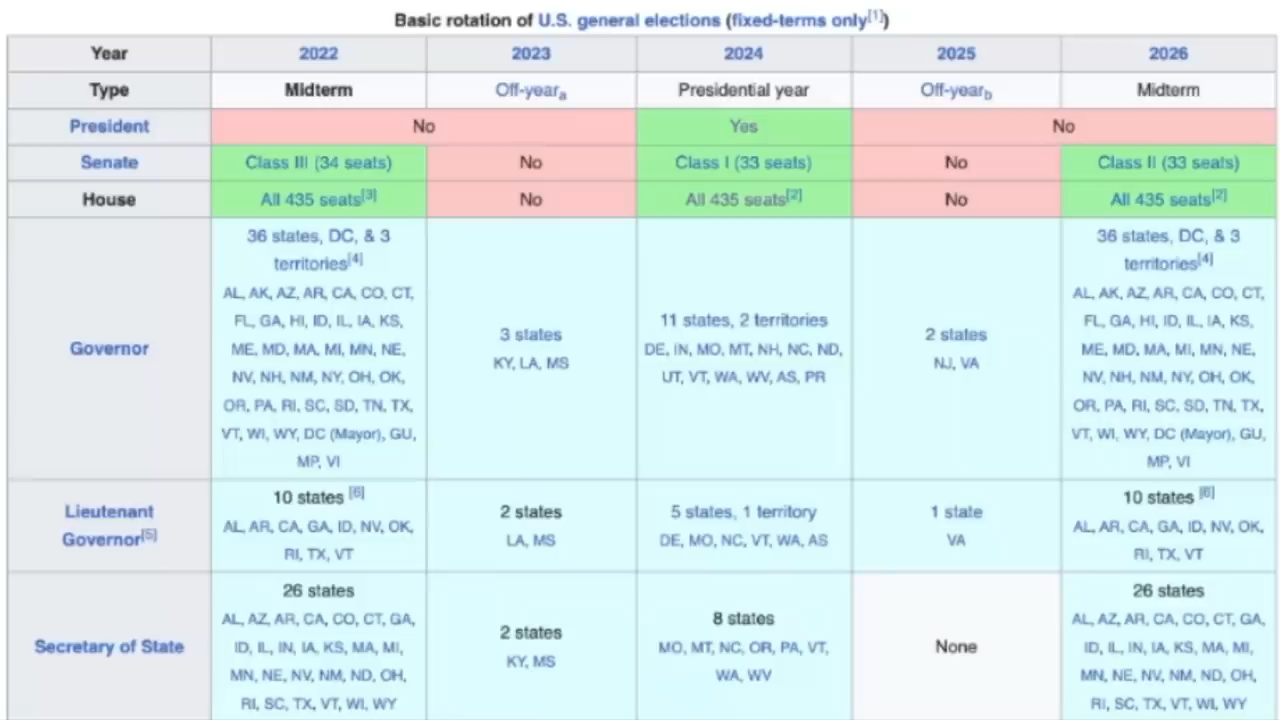 Basic rotation of U.S. general elections (fixed-terms only[1])
Year 2022 2023 2024 2025 2026
Type Midterm Off-yeara Presidential year Off-yearb Midterm
President No Yes No
Senate Class III (34 seats) No Class I (33 seats) No Class II (33 seats)
House All 435 seats[3] No All 435 seats[2] No All 435 seats[2]
Governor
36 states, DC, & 3
territories[4]
AL, AK, AZ, AR, CA, CO, CT,
FL, GA, HI, ID, IL, IA, KS,
ME, MD, MA, MI, MN, NE,
NV, NH, NM, NY, OH, OK,
OR, PA, RI, SC, SD, TN, TX,
VT, WI, WY, DC (Mayor), GU,
MP, VI
3 states
KY, LA, MS
11 states, 2 territories
DE, IN, MO, MT, NH, NC, ND,
UT, VT, WA, WV, AS, PR
2 states
NJ, VA
36 states, DC, & 3
territories[4]
AL, AK, AZ, AR, CA, CO, CT,
FL, GA, HI, ID, IL, IA, KS,
ME, MD, MA, MI, MN, NE,
NV, NH, NM, NY, OH, OK,
OR, PA, RI, SC, SD, TN, TX,
VT, WI, WY, DC (Mayor), GU,
MP, VI
Lieutenant
Governor[5]
10 states [6]
AL, AR, CA, GA, ID, NV, OK,
RI, TX, VT
2 states
LA, MS
5 states, 1 territory
DE, MO, NC, VT, WA, AS
1 state
VA
10 states [6]
AL, AR, CA, GA, ID, NV, OK,
RI, TX, VT
Secretary of State
26 states
AL, AZ, AR, CA, CO, CT, GA,
ID, IL, IN, IA, KS, MA, MI,
MN, NE, NV, NM, ND, OH,
RI, SC, TX, VT, WI, WY
2 states
KY, MS
8 states
MO, MT, NC, OR, PA, VT,
WA, WV
None
26 states
AL, AZ, AR, CA, CO, CT, GA,
ID, IL, IN, IA, KS, MA, MI,
MN, NE, NV, NM, ND, OH,
RI, SC, TX, VT, WI, WY